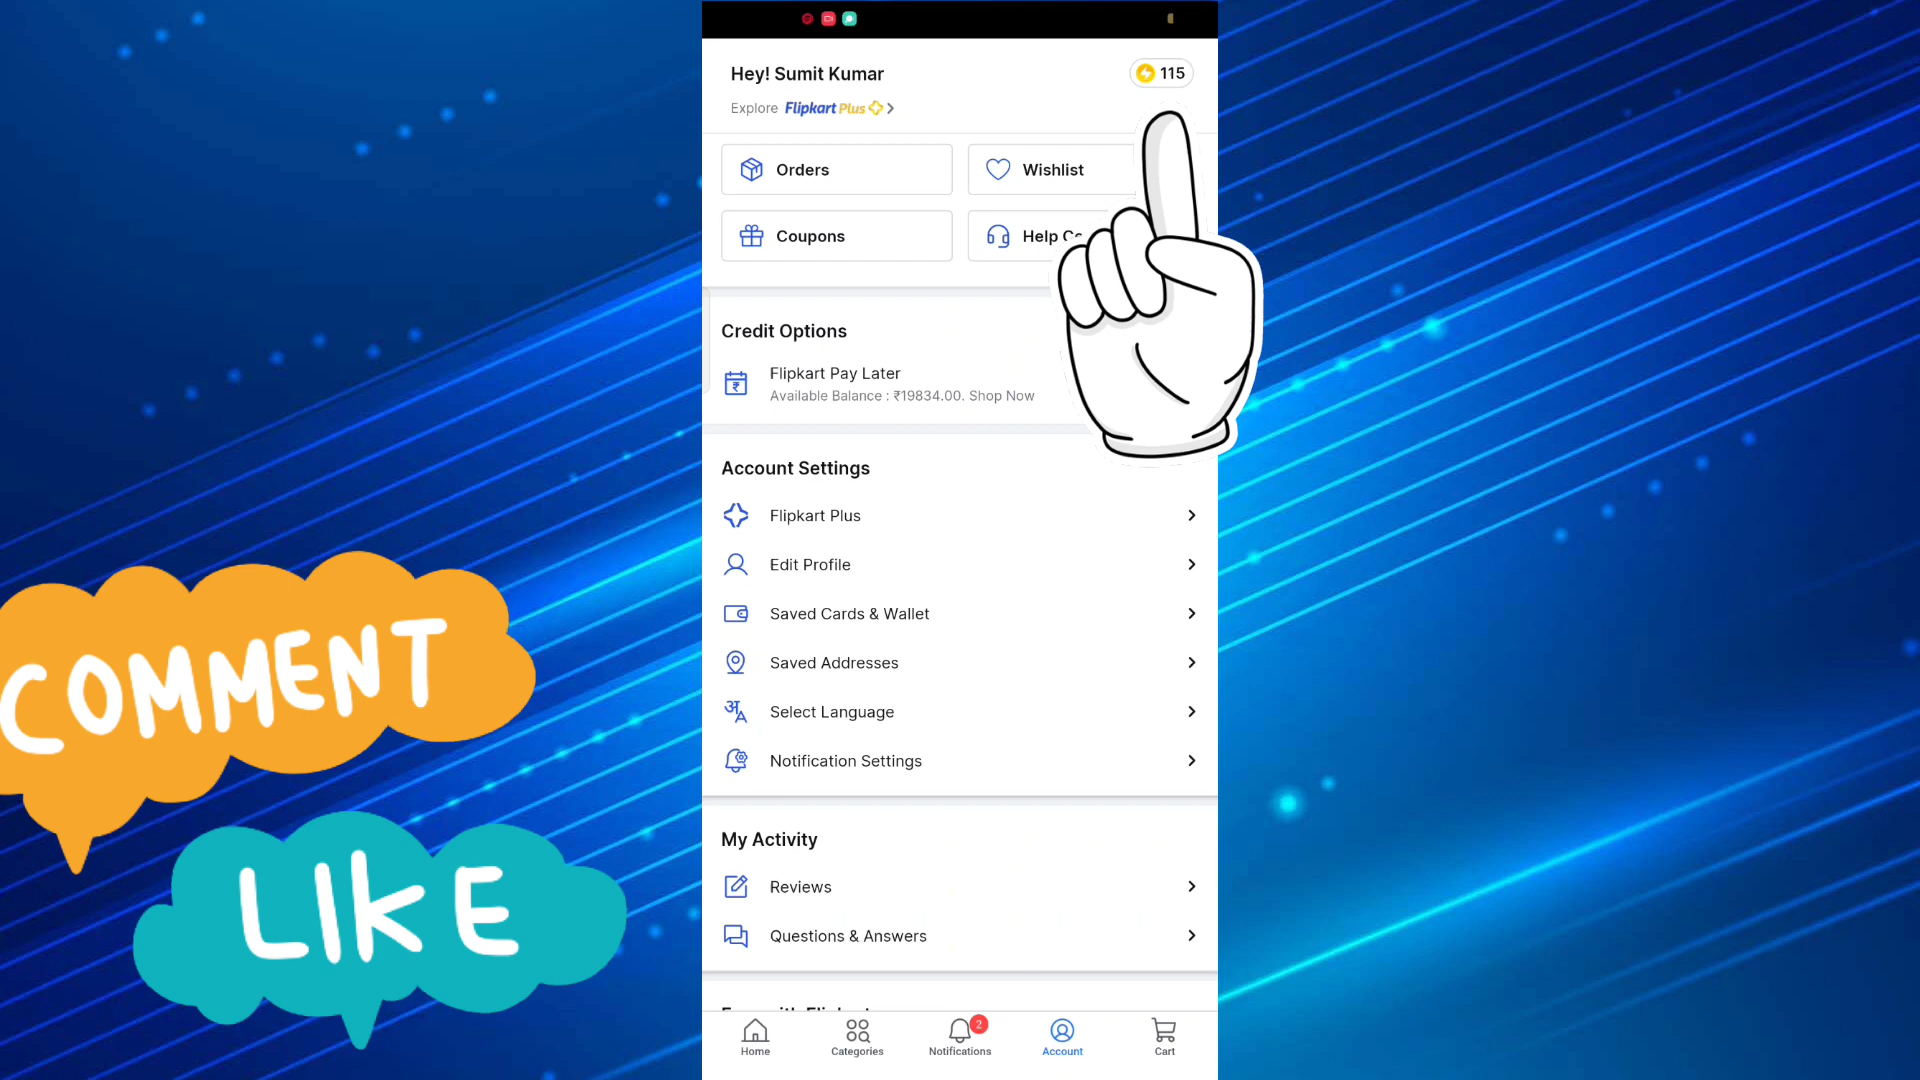 Hey! Sumit Kumar
115
Explore Flipkart Plus
Orders
Wishlist
Coupons
Help Ce
Credit Options
Flipkart Pay Later
Available Balance : ₹19834.00. Shop Now
Account Settings
Flipkart Plus
Edit Profile
Saved Cards & Wallet
Saved Addresses
Select Language
Notification Settings
My Activity
Reviews
Questions & Answers
Home
Categories
2
Notifications
Account
Cart
COMMENT
LIKE